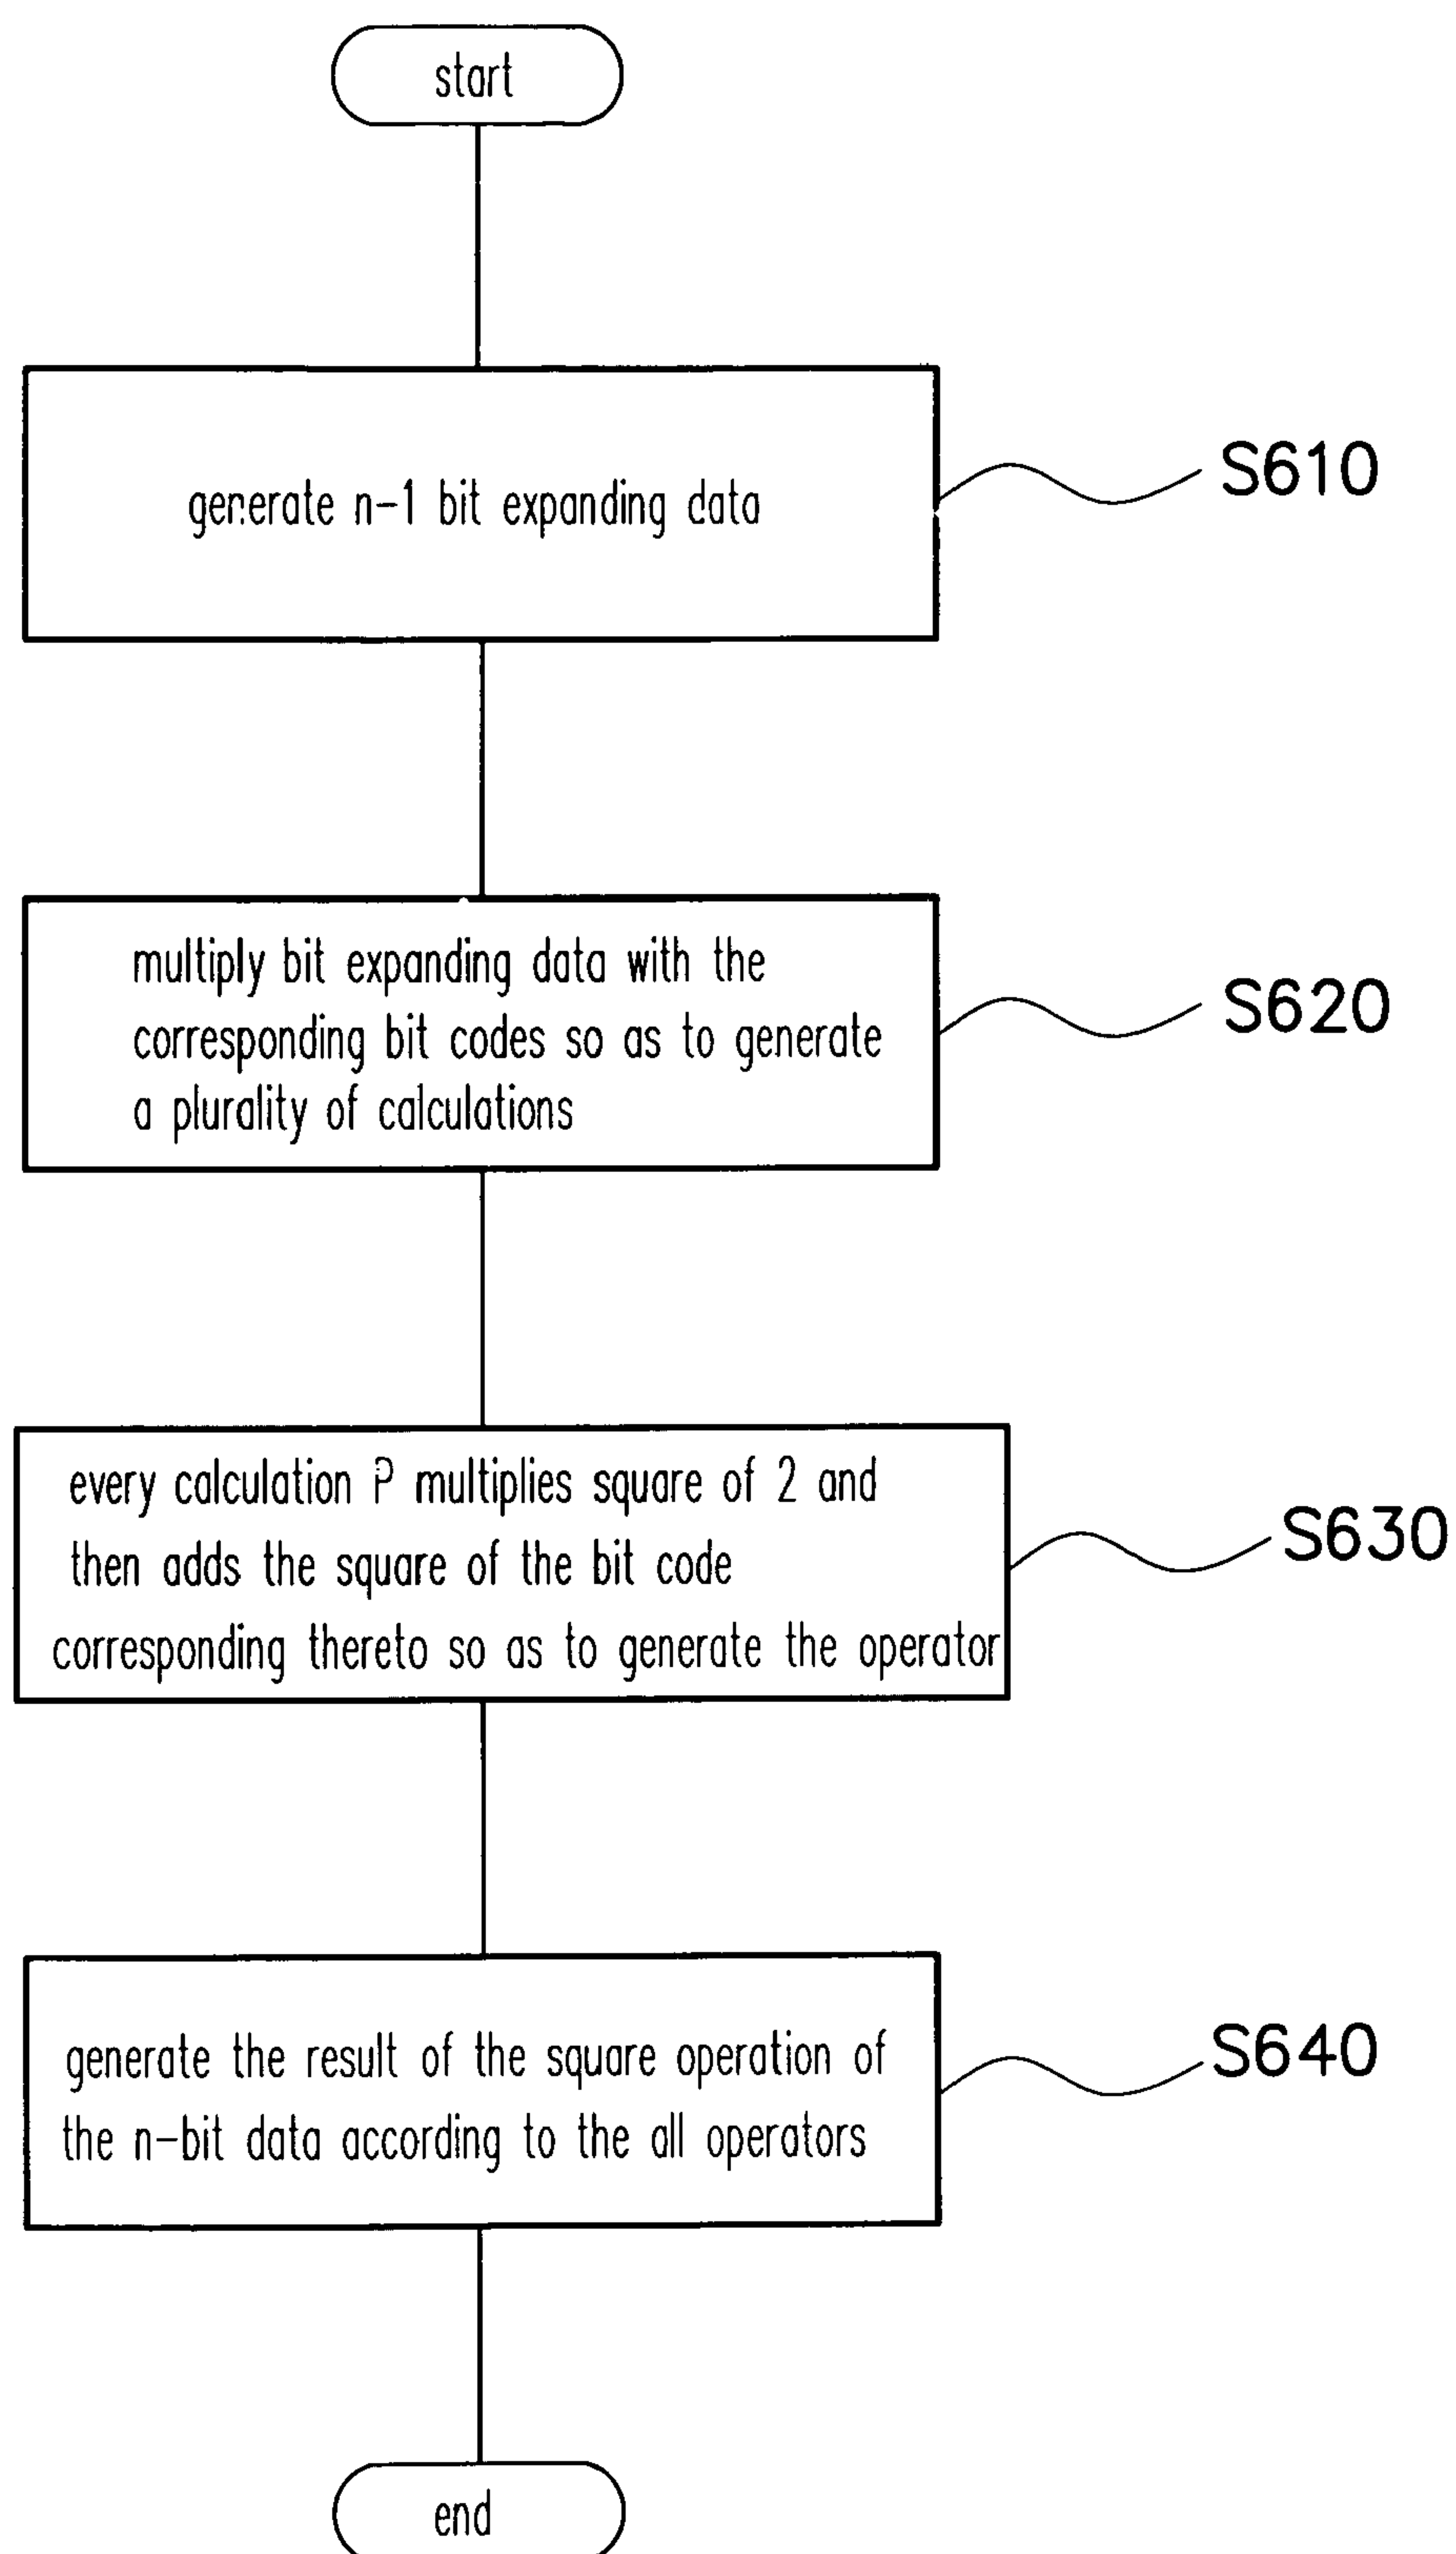 start
generate n-1 bit expanding data
S610
multiply bit expanding data with the
corresponding bit codes so as to generate
a plurality of calculations
S620
every calculation P multiplies square of 2 and
then adds the square of the bit code
corresponding thereto so as to generate the operator
S630
generate the result of the square operation of
the n-bit data according to the all operators
S640
end